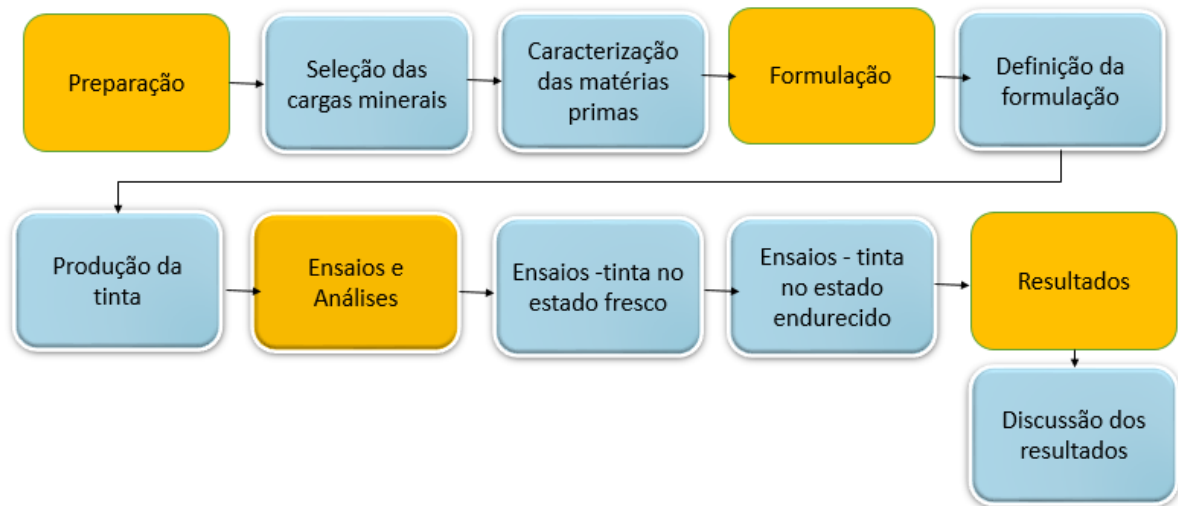 Preparação
Seleção das
cargas minerais
Caracterização
das matérias
primas
Formulação
Definição da
formulação
Produção da
tinta
Ensaios e
Análises
Ensaios -tinta no
estado fresco
Ensaios - tinta
no estado
endurecido
Resultados
Discussão dos
resultados